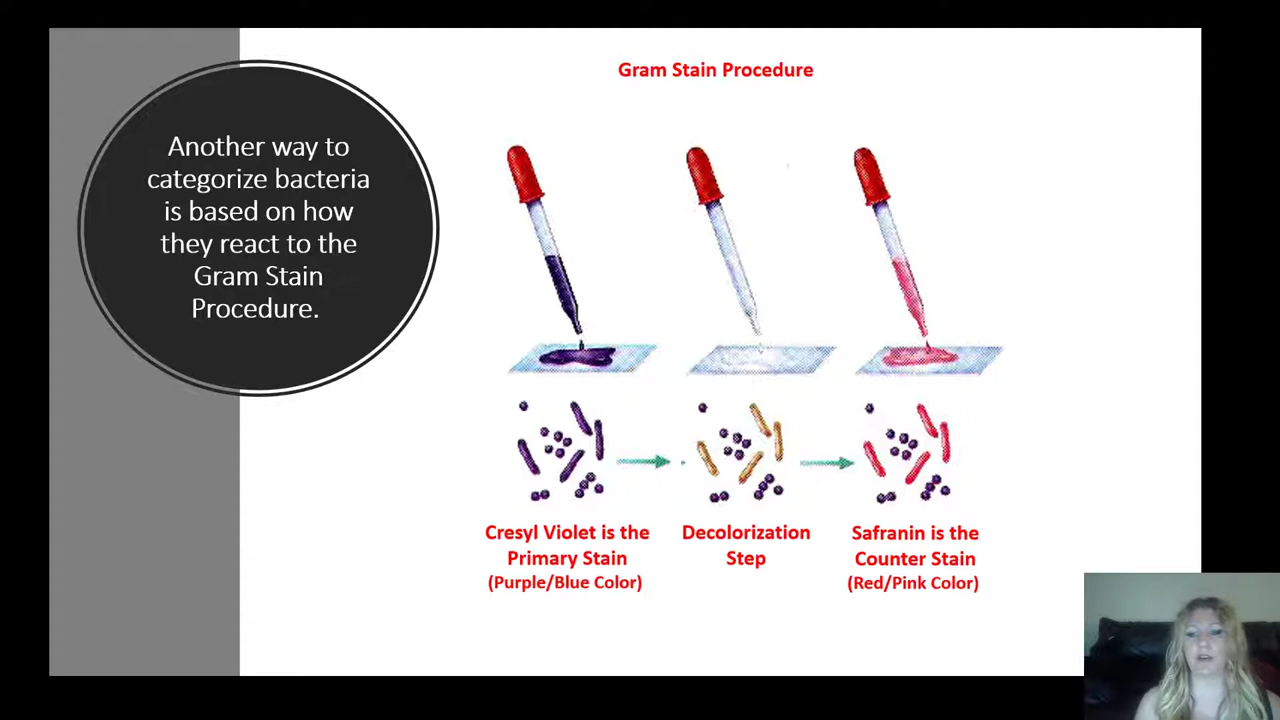 Gram Stain Procedure
Another way to
categorize bacteria
is based on how
they react to the
Gram Stain
Procedure.
Cresyl Violet is the
Primary Stain
(Purple/Blue Color)
Decolorization
Step
Safranin is the
Counter Stain
(Red/Pink Color)